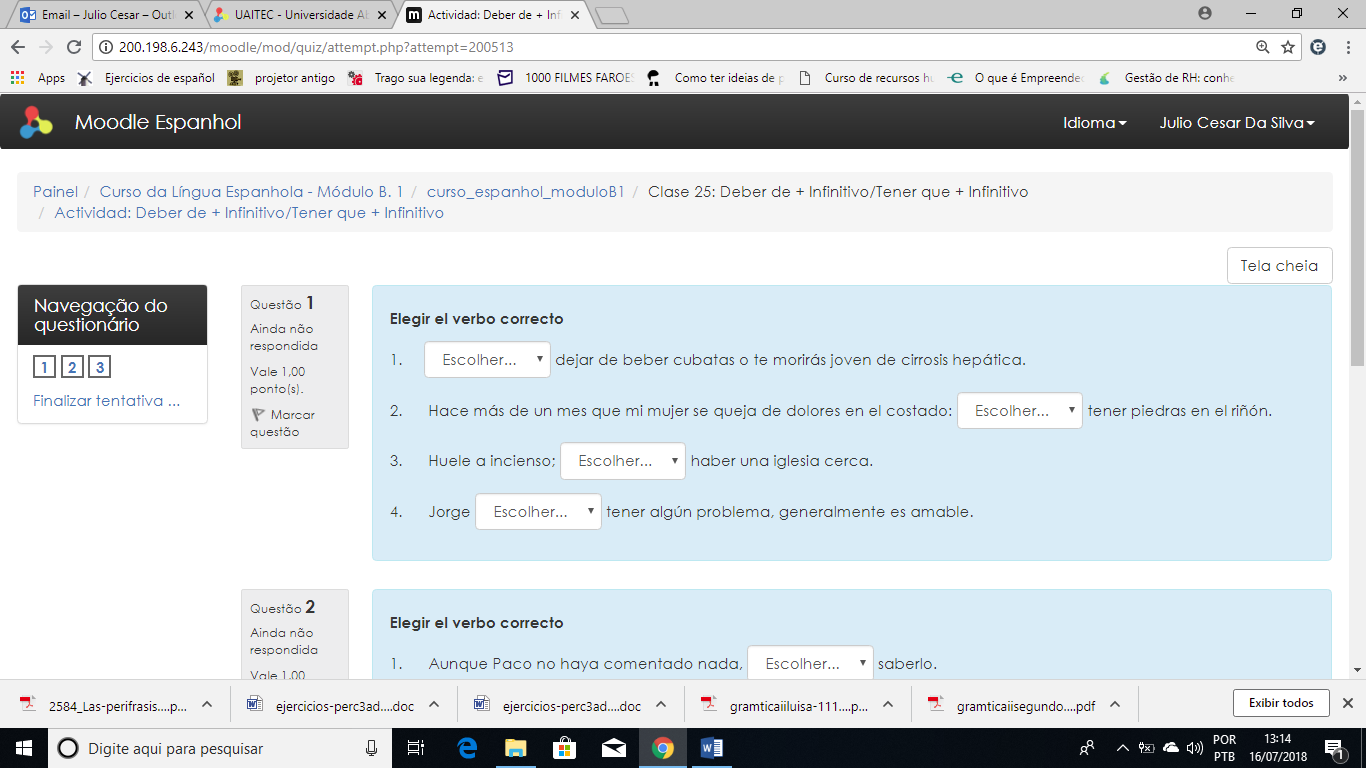 Email – Julio Cesar – Outl
UAITEC - Universidade Ab
Actividad: Deber de + Inf
200.198.6.243/moodle/mod/quiz/attempt.php?attempt=200513
Apps
Ejercicios de español
projetor antigo
Trago sua legenda: e
1000 FILMES FAROES
Como ter ideias de p
Curso de recursos hu
O que é Empreende
Gestão de RH: conhe
»
Moodle Espanhol
Idioma
Julio Cesar Da Silva
Painel / Curso da Língua Espanhola - Módulo B. 1 / curso_espanhol_moduloB1 / Clase 25: Deber de + Infinitivo/Tener que + Infinitivo
/ Actividad: Deber de + Infinitivo/Tener que + Infinitivo
Tela cheia
Navegação do
questionário
1 2 3
Finalizar tentativa ...
Questão 1
Ainda não
respondida
Vale 1,00
ponto(s).
Marcar
questão
Elegir el verbo correcto
1. Escolher... dejar de beber cubatas o te morirás joven de cirrosis hepática.
2. Hace más de un mes que mi mujer se queja de dolores en el costado: Escolher... tener piedras en el riñón.
3. Huele a incienso; Escolher... haber una iglesia cerca.
4. Jorge Escolher... tener algún problema, generalmente es amable.
Questão 2
Ainda não
respondida
Vale 1,00
Elegir el verbo correcto
1. Aunque Paco no haya comentado nada, Escolher... saberlo.
2584_Las-perifrasis....p...
ejercicios-perc3ad....doc
ejercicios-perc3ad....doc
gramticaiiluisa-111....p...
gramticaiisegundo....pdf
Exibir todos
Digite aqui para pesquisar
POR
PTB
13:14
16/07/2018
1